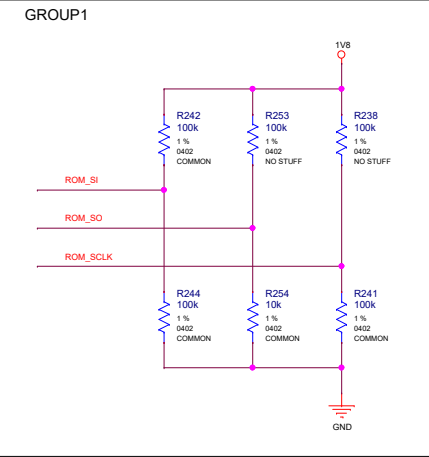 GROUP1
1V8
R242
100k
1 %
0402
COMMON
R253
100k
1 %
0402
NO STUFF
R238
100k
1 %
0402
NO STUFF
ROM_SI
ROM_SO
ROM_SCLK
R244
100k
1 %
0402
COMMON
R254
10k
1 %
0402
COMMON
R241
100k
1 %
0402
COMMON
GND